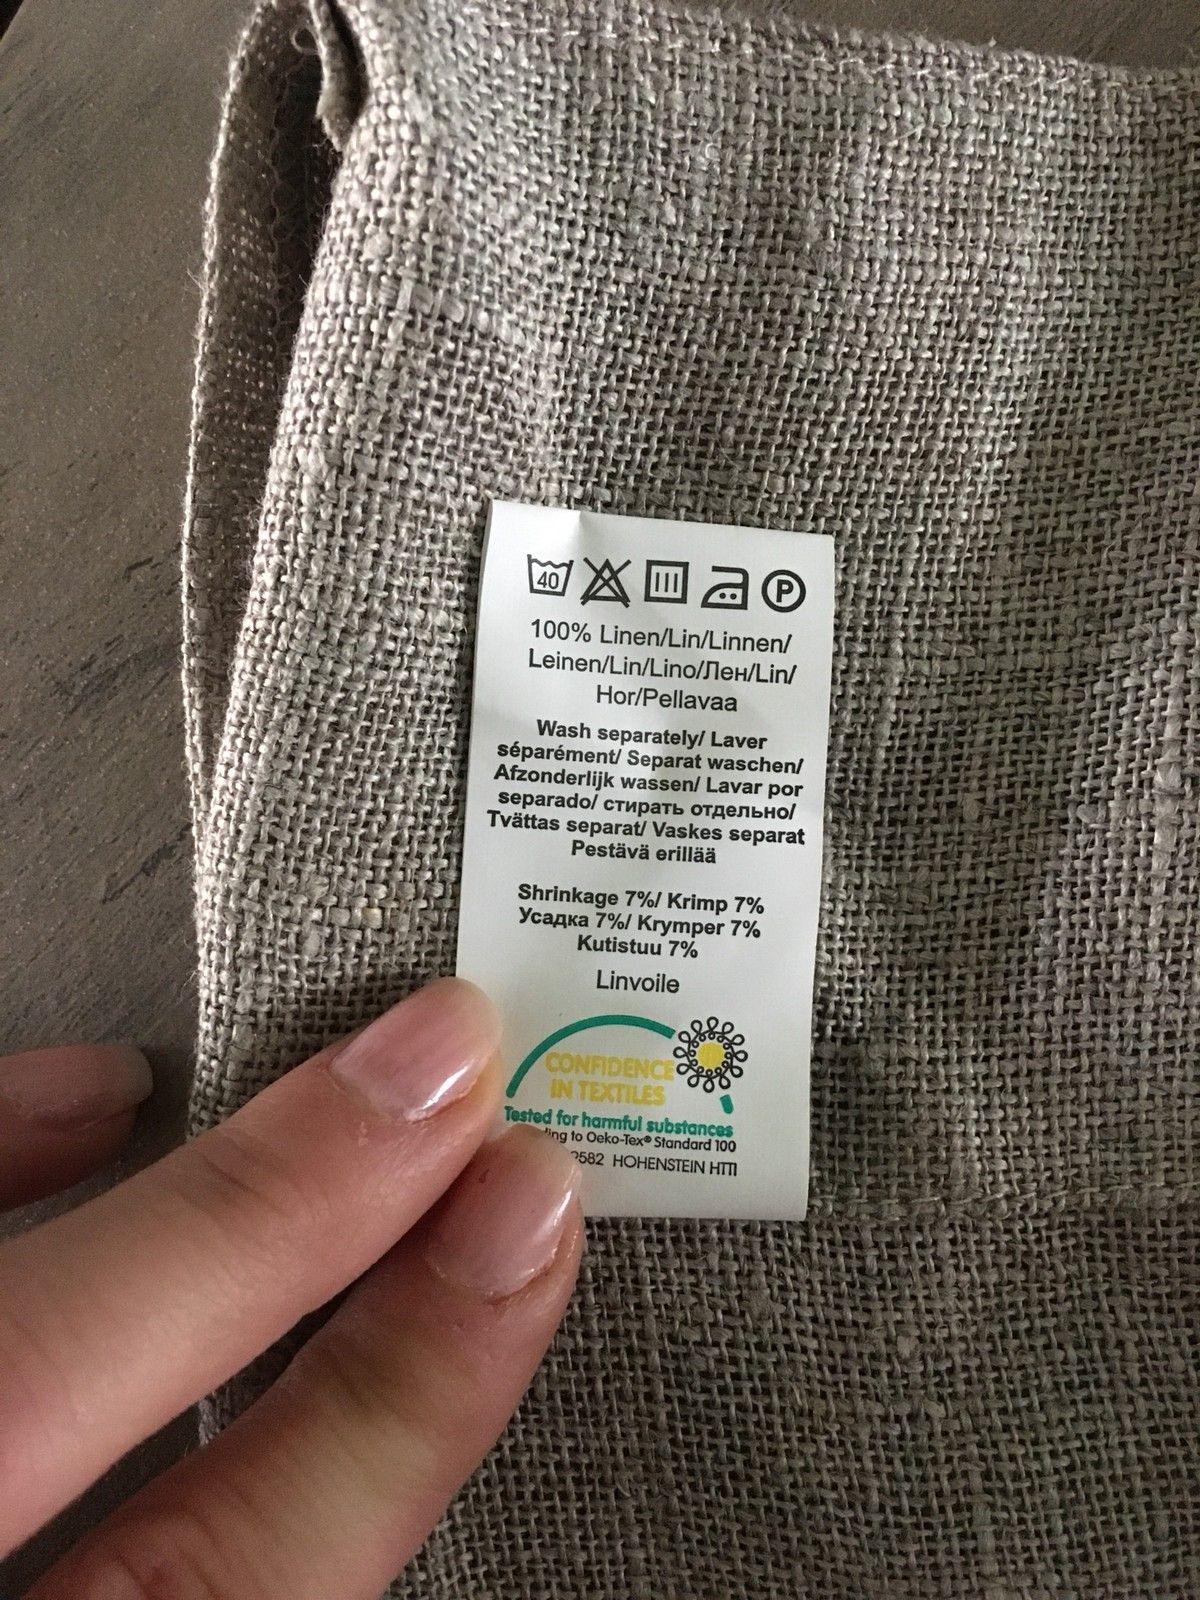 40
P
100% Linen/Lin/Linnen/
Leinen/Lin/Lino/Лен/Lin/
Hor/Pellavaa
Wash separately/ Laver
séparément/ Separat waschen/
Afzonderlijk wassen/ Lavar por
separado/ стирать отдельно/
Tvättas separat/ Vaskes separat
Pestävä erillää
Shrinkage 7%/ Krimp 7%
Усадка 7%/ Krymper 7%
Kutistuu 7%
Linvoile
CONFIDENCE
IN TEXTILES
Tested for harmful substances
to Oeko-Tex® Standard 100
HOHENSTEIN HTTI